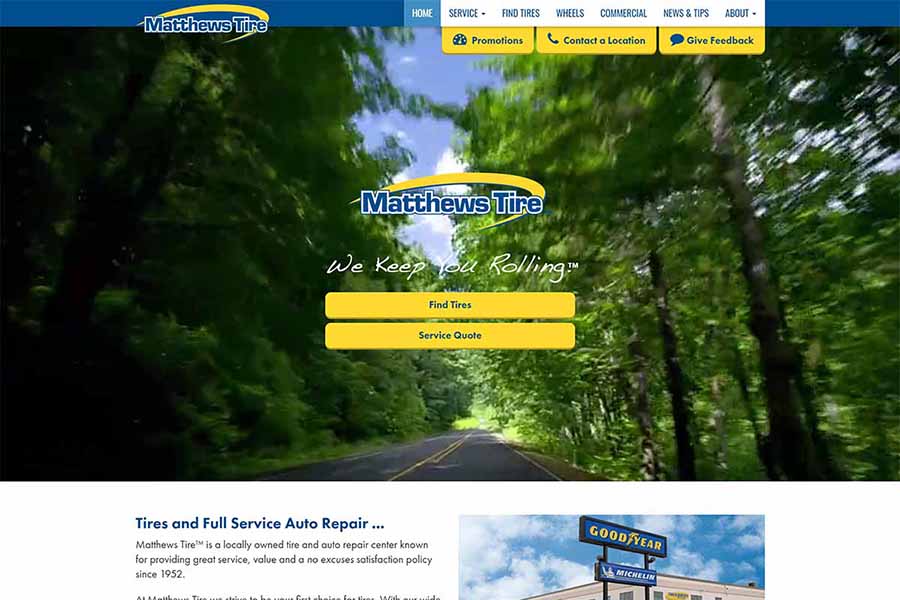 Matthews Tire
HOME SERVICE FIND TIRES WHEELS COMMERCIAL NEWS & TIPS ABOUT
Promotions Contact a Location Give Feedback
Matthews Tire
We Keep You Rolling.™
Find Tires
Service Quote
Tires and Full Service Auto Repair ...
Matthews Tire™ is a locally owned tire and auto repair center known
for providing great service, value and a no excuses satisfaction policy
since 1952.
At Matthews Tire we strive to be your first choice for tires. With our wide
GOODYEAR
MICHELIN